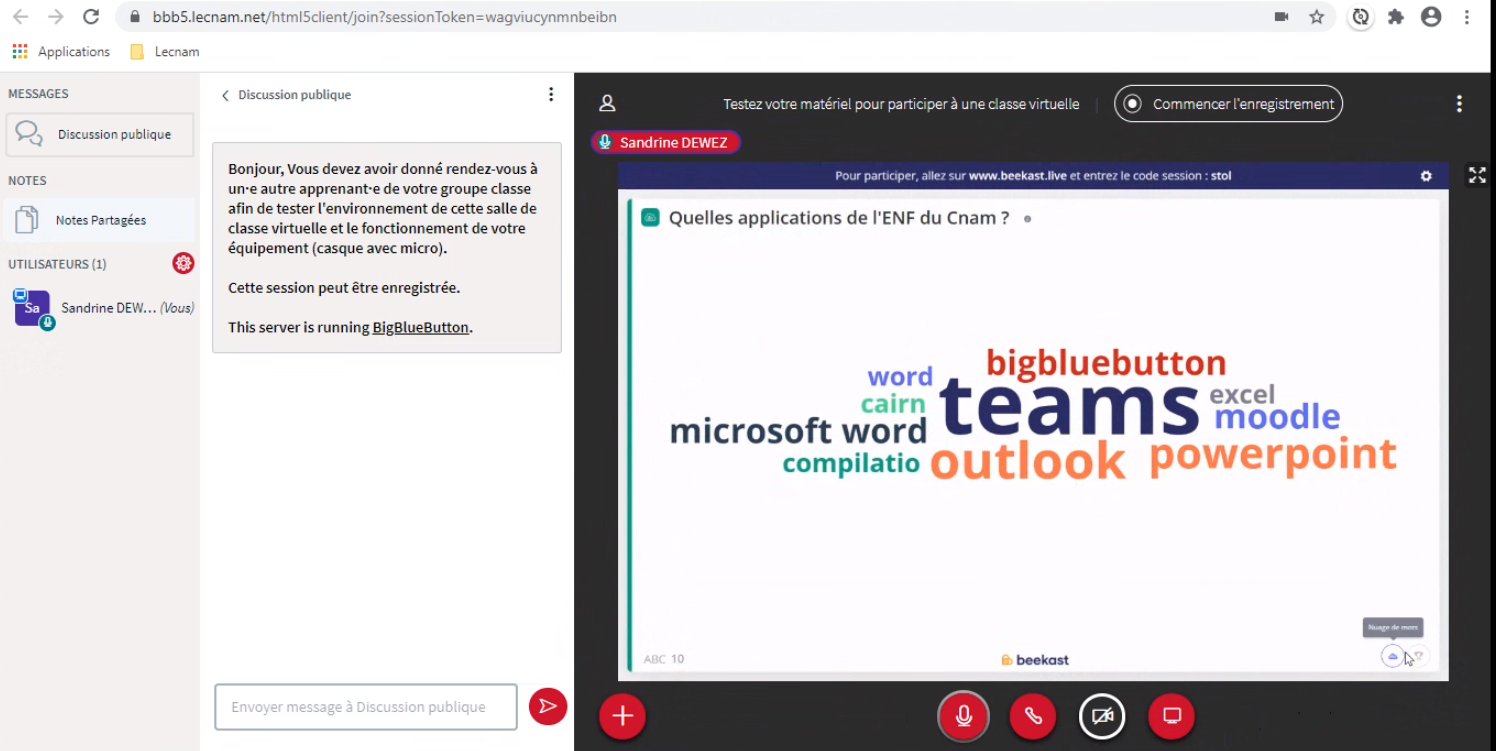 bbb5.lecnam.net/html5client/join?sessionToken=wagviucynmnbeibn
Applications
Lecnam
MESSAGES
Discussion publique
NOTES
Notes Partagées
UTILISATEURS (1)
Sa
Sandrine DEW... (Vous)
Discussion publique
Bonjour, Vous devez avoir donné rendez-vous à
un·e autre apprenant·e de votre groupe classe
afin de tester l'environnement de cette salle de
classe virtuelle et le fonctionnement de votre
équipement (casque avec micro).
Cette session peut être enregistrée.
This server is running BigBlueButton.
Envoyer message à Discussion publique
Testez votre matériel pour participer à une classe virtuelle
Commencer l'enregistrement
Sandrine DEWEZ
Pour participer, allez sur www.beekast.live et entrez le code session : stol
Quelles applications de l'ENF du Cnam ?
bigbluebutton
word
teams
excel
cairn
moodle
microsoft word
compilatio
outlook
powerpoint
Nuage de mots
ABC 10
beekast